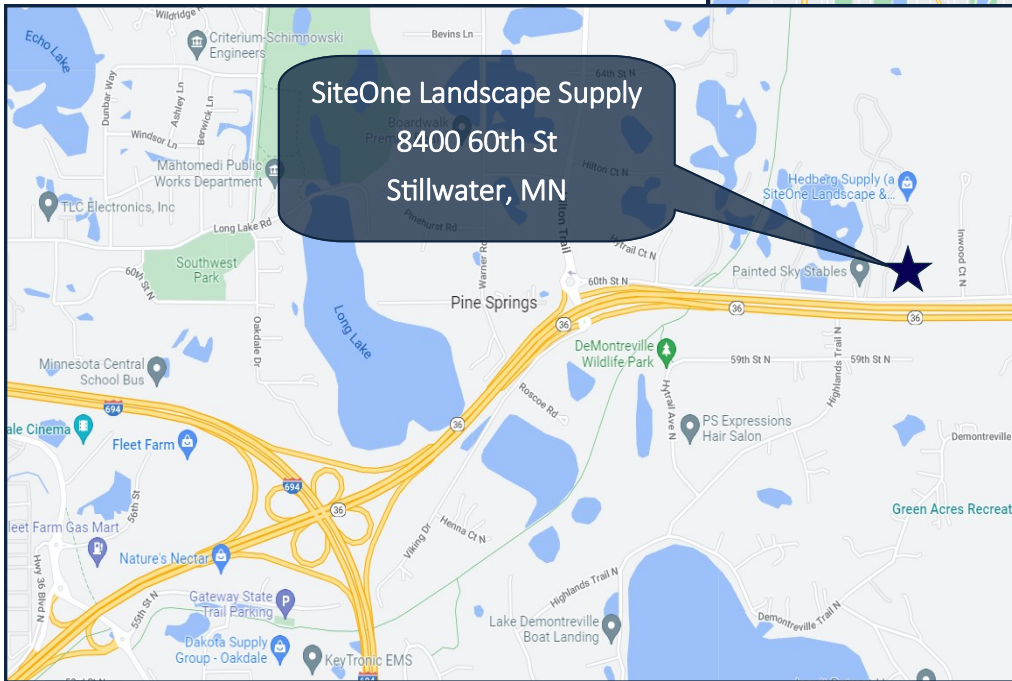 Wildridge
Echo Lake
Criterion-Schimnowski
Engineers
Bevins Ln
Dunbar Way
Ashley Ln
Berwick Ln
Windsor Ln
64th St N
SiteOne Landscape Supply
8400 60th St
Stillwater, MN
Boardwalk
Mahtomedi Public
Works Department
Hilton Ct N
Hedberg Supply (a
SiteOne Landscape &...
TLC Electronics, Inc
Long Lake Rd
Pinehurst Rd
Hytrail Ct N
Warner Rd
Inwood Ct N
Southwest
Park
60th St N
60th St N
Painted Sky Stables
Pine Springs
36
36
36
Long Lake
Oakdale Dr
DeMontreville
Wildlife Park
59th St N
59th St N
Highlands Trail N
Minnesota Central
School Bus
Roscoe Rd
Hytrail Ave N
694
36
PS Expressions
Hair Salon
ale Cinema
Fleet Farm
Demontreville
694
36
56th St
Green Acres Recreat
leet Farm Gas Mart
Henna Ct N
Viking Dr
Nature's Nectar
Hwy 36 Blvd N
Highlands Trail N
Gateway State
Trail Parking
P
55th St N
Lake Demontreville
Boat Landing
Demontreville Trail N
Dakota Supply
Group - Oakdale
KeyTronic EMS